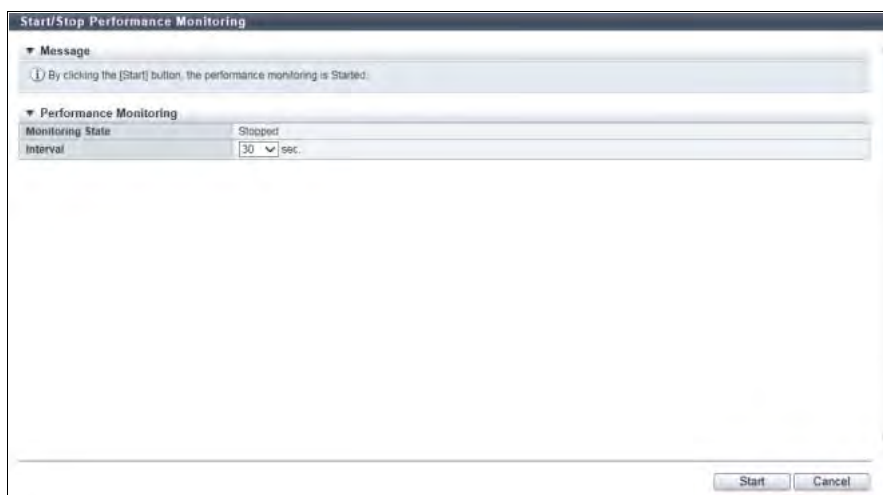 Start/Stop Performance Monitoring
Message
By clicking the [Start] button, the performance monitoring is Started.
Performance Monitoring
Monitoring State Stopped
Interval 30 sec.
Start Cancel